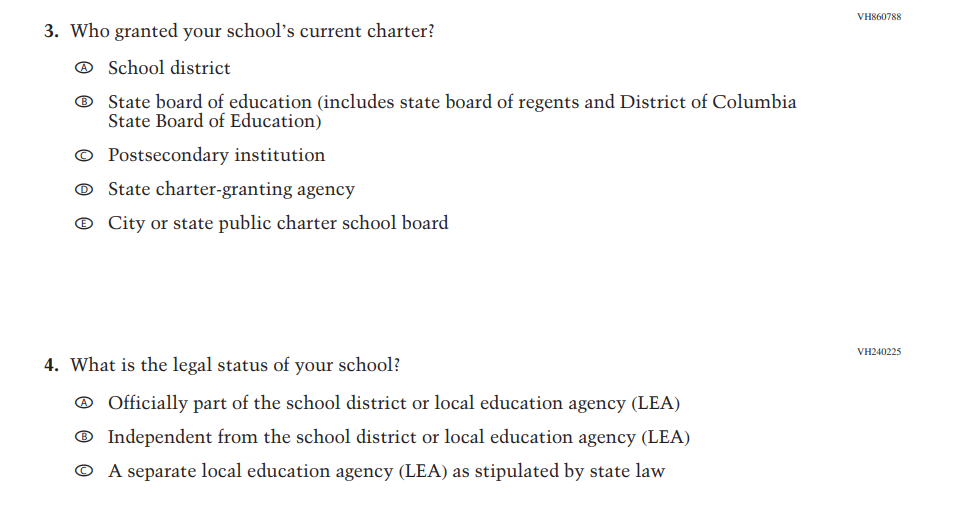 VH860788
3. Who granted your school’s current charter?
Ⓐ School district
Ⓑ State board of education (includes state board of regents and District of Columbia
State Board of Education)
Ⓒ Postsecondary institution
Ⓓ State charter-granting agency
Ⓔ City or state public charter school board
VH240225
4. What is the legal status of your school?
Ⓐ Officially part of the school district or local education agency (LEA)
Ⓑ Independent from the school district or local education agency (LEA)
Ⓒ A separate local education agency (LEA) as stipulated by state law